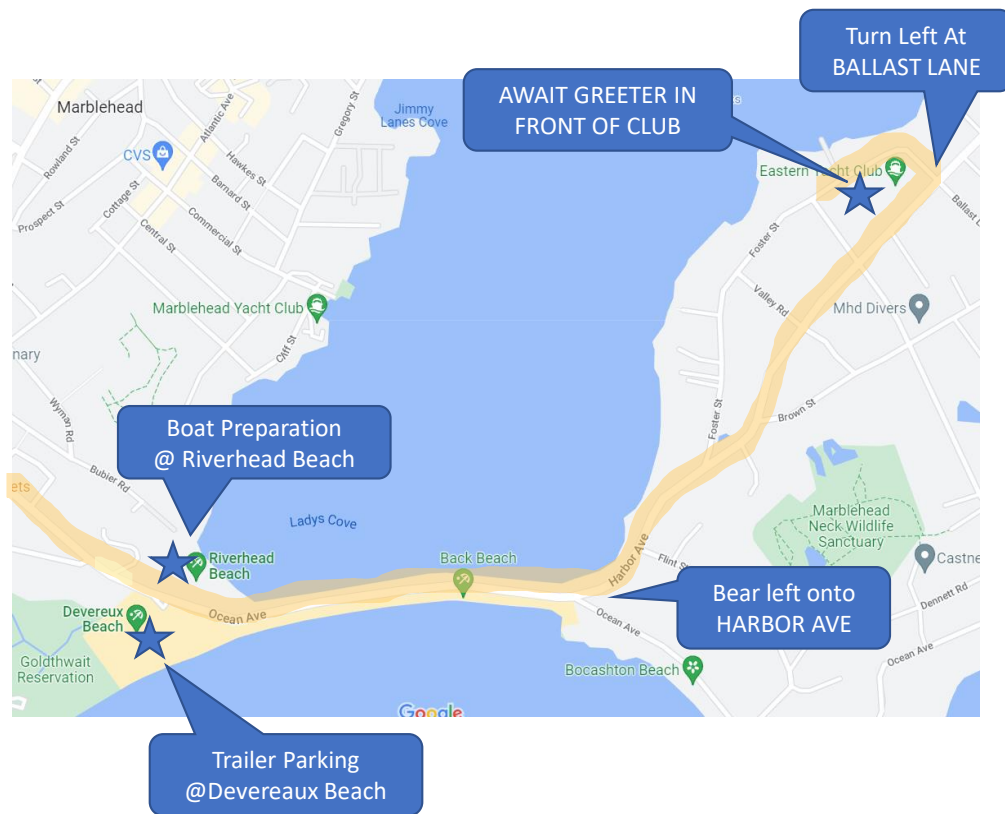 Turn Left At
BALLAST LANE
AWAIT GREETER IN
FRONT OF CLUB
Marblehead
Atlantic Ave
Gregory St
Jimmy
Lanes Cove
Rowland St
CVS
Hawkes St
Barnard St
Eastern Yacht Club
Prospect St
Cottage St
Commercial St
Central St
Foster St
Ballast
Marblehead Yacht Club
Valley Rd
Mhd Divers
Cliff St
nary
Wyman Rd
Brown St
Foster St
Boat Preparation
@ Riverhead Beach
Bubier Rd
ets
Ladys Cove
Marblehead
Neck Wildlife
Sanctuary
Riverhead
Beach
Back Beach
Harbor Ave
Flint St
Castne
Dennett Rd
Devereux
Beach
Ocean Ave
Bear left onto
HARBOR AVE
Ocean Ave
Ocean Ave
Goldthwait
Reservation
Bocashton Beach
Google
Trailer Parking
@Devereaux Beach